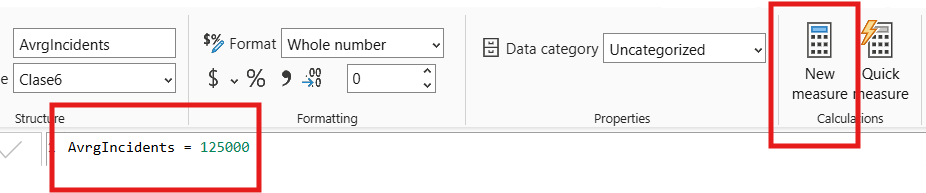 AvrgIncidents
Format
Whole number
Data category
Uncategorized
e
Clase6
$ % , .00 →.0
0
New measure
Quick measure
Structure
Formatting
Properties
Calculations
1 AvrgIncidents = 125000